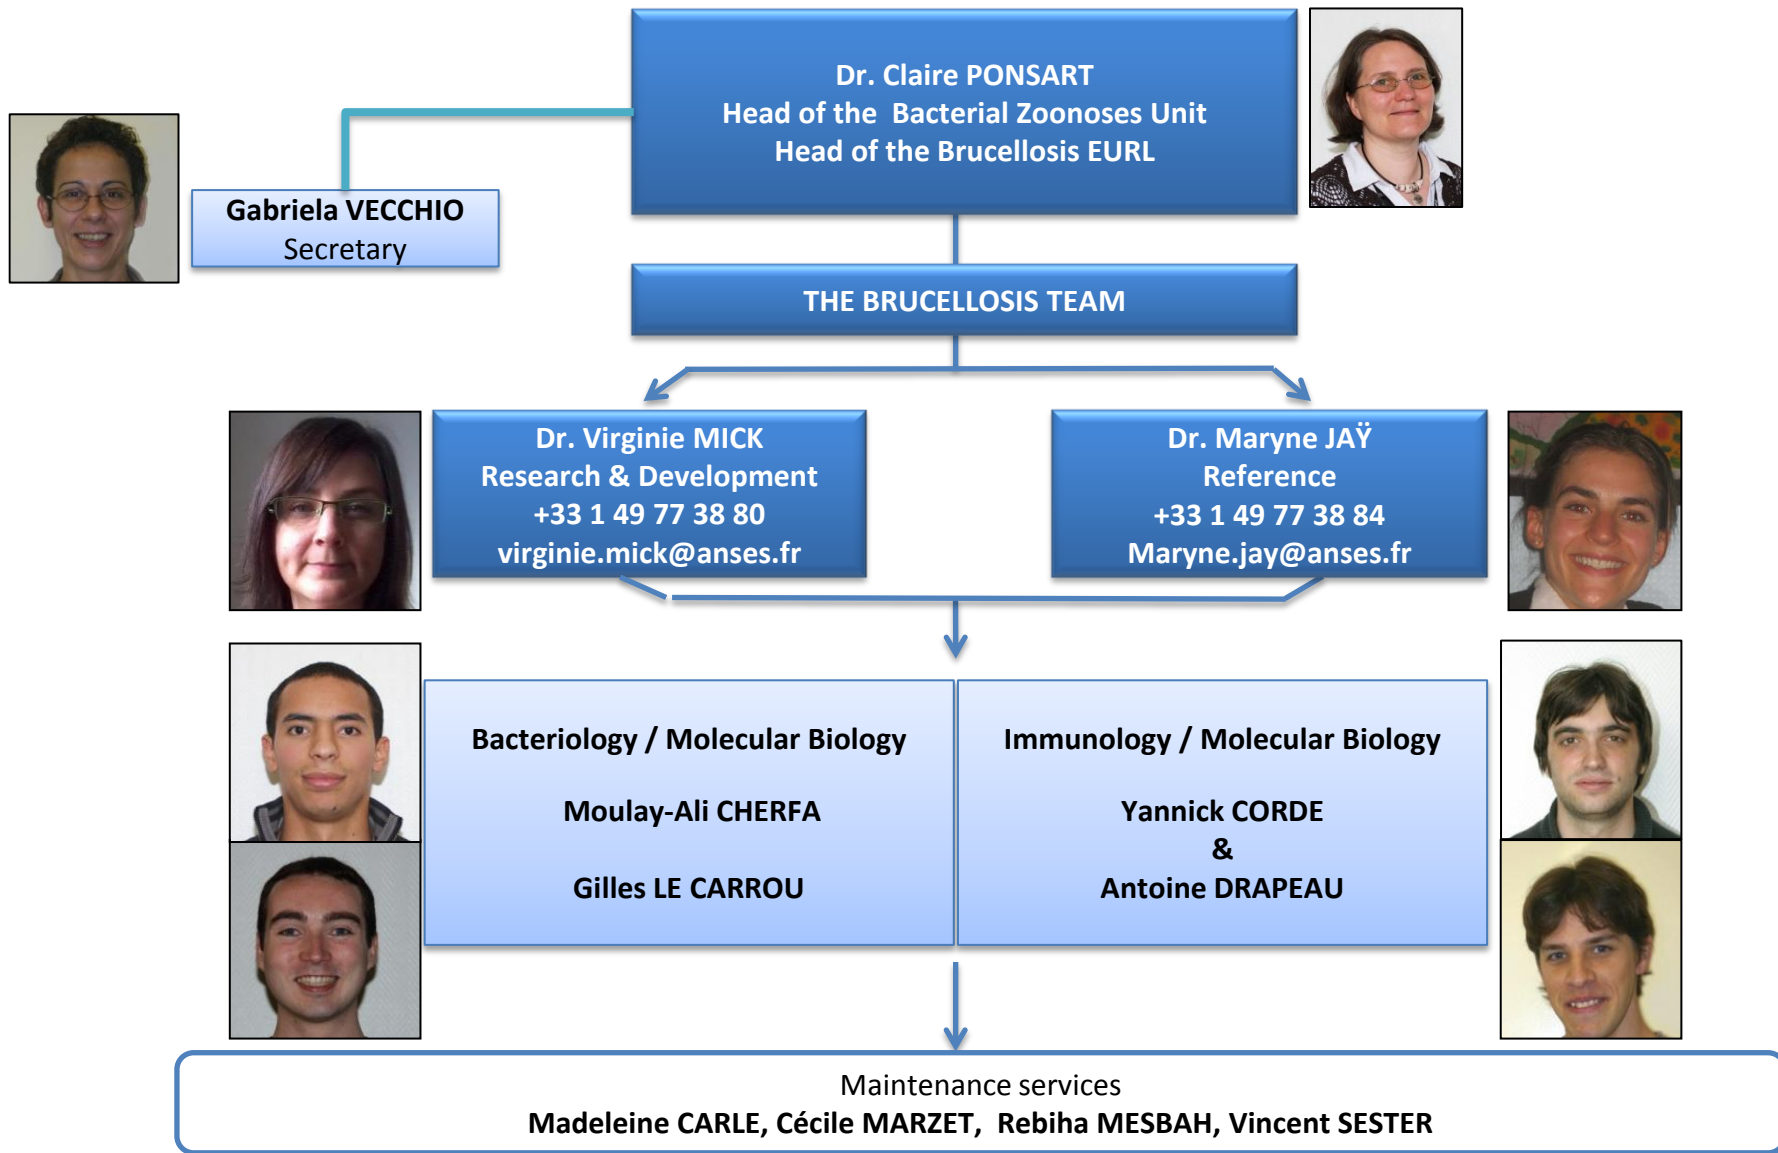 Dr. Claire PONSART
Head of the Bacterial Zoonoses Unit
Head of the Brucellosis EURL
Gabriela VECCHIO
Secretary
THE BRUCELLOSIS TEAM
Dr. Virginie MICK
Research & Development
+33 1 49 77 38 80
virginie.mick@anses.fr
Dr. Maryne JAŸ
Reference
+33 1 49 77 38 84
Maryne.jay@anses.fr
Bacteriology / Molecular Biology
Moulay-Ali CHERFA
Gilles LE CARROU
Immunology / Molecular Biology
Yannick CORDE
&
Antoine DRAPEAU
Maintenance services
Madeleine CARLE, Cécile MARZET, Rebiha MESBAH, Vincent SESTER